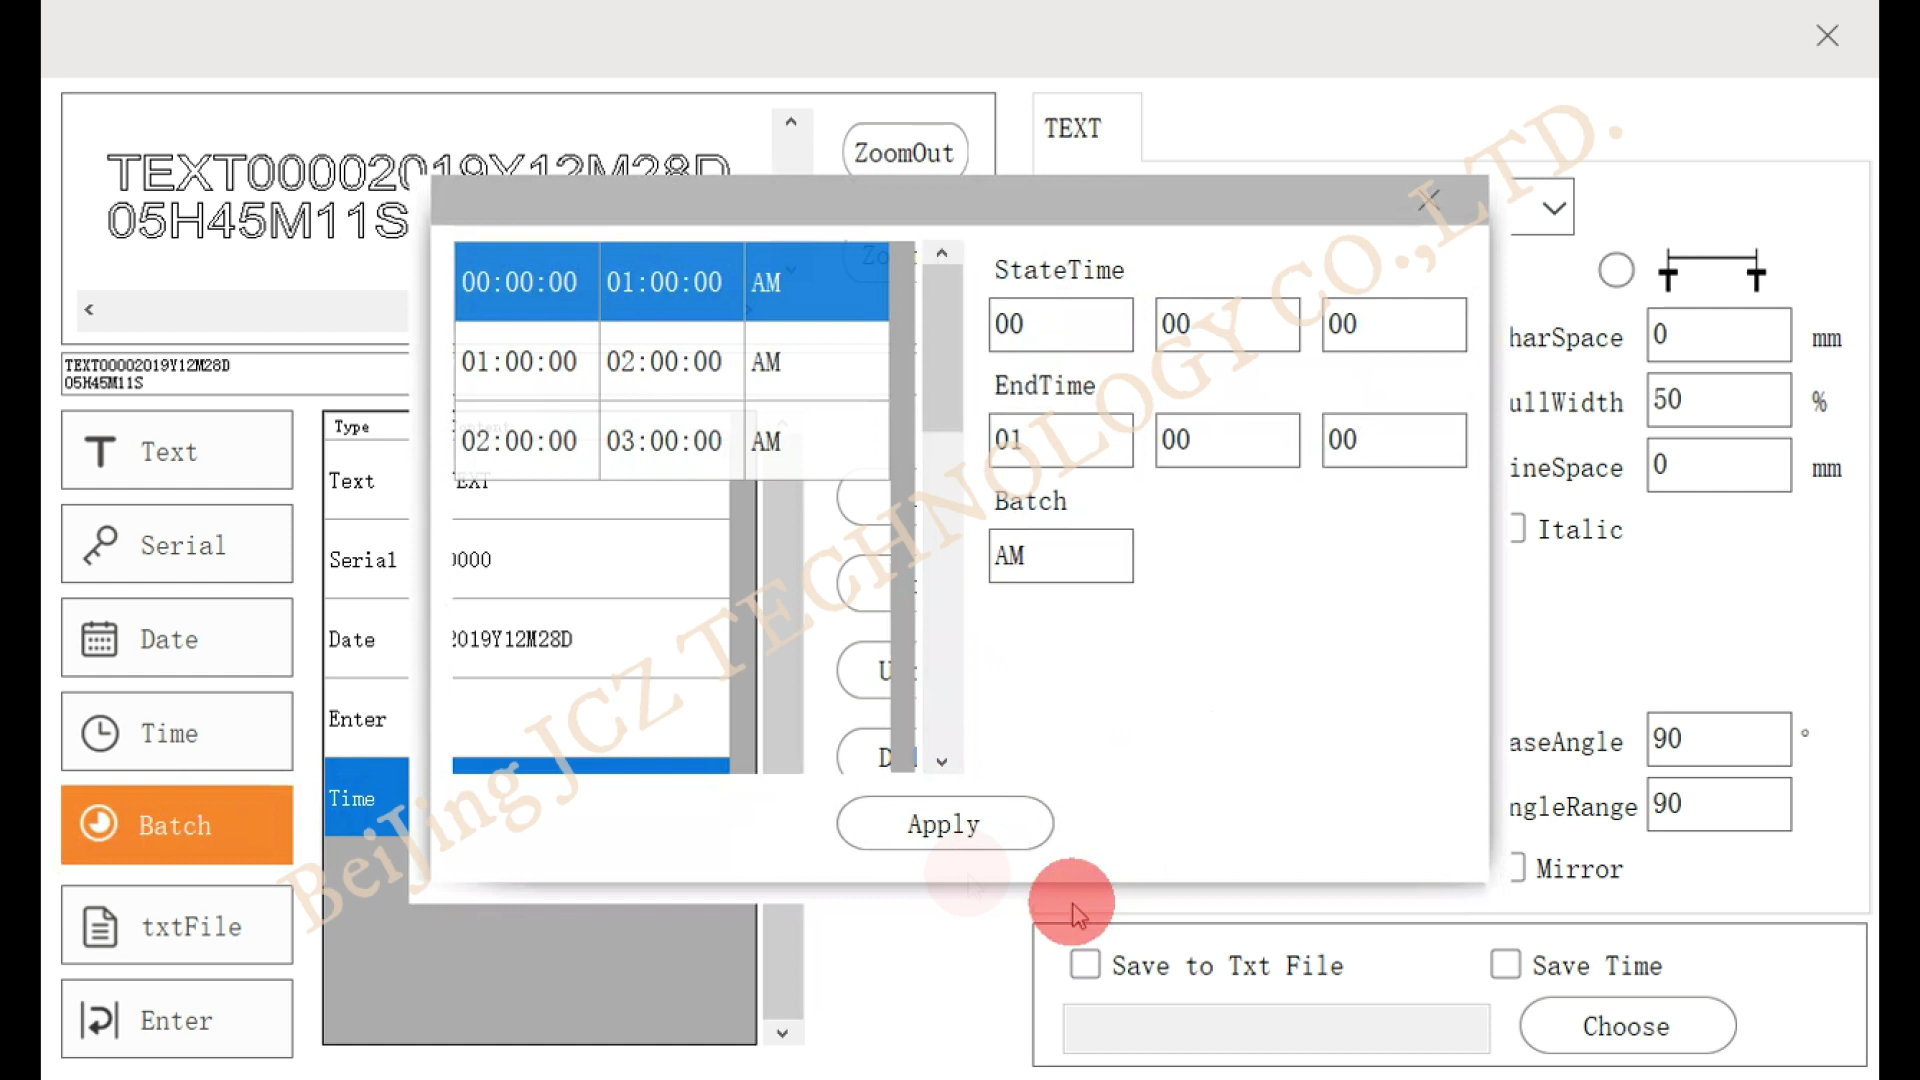 TEXT00002019Y12M28D
05H45M11S
ZoomOut
TEXT
TEXT00002019Y12M28D
05H45M11S
Text
Serial
Date
Time
Batch
txtFile
Enter
Type
Text
Serial
0000
Date
2019Y12M28D
Enter
Time
00:00:00 01:00:00 AM
01:00:00 02:00:00 AM
02:00:00 03:00:00 AM
StateTime
00 00 00
EndTime
01 00 00
Batch
AM
Apply
harSpace 0 mm
ullWidth 50 %
ineSpace 0 mm
Italic
aseAngle 90 °
ngleRange 90
Mirror
Save to Txt File
Save Time
Choose
BeiJing JCZ TECHNOLOGY CO.,LTD.